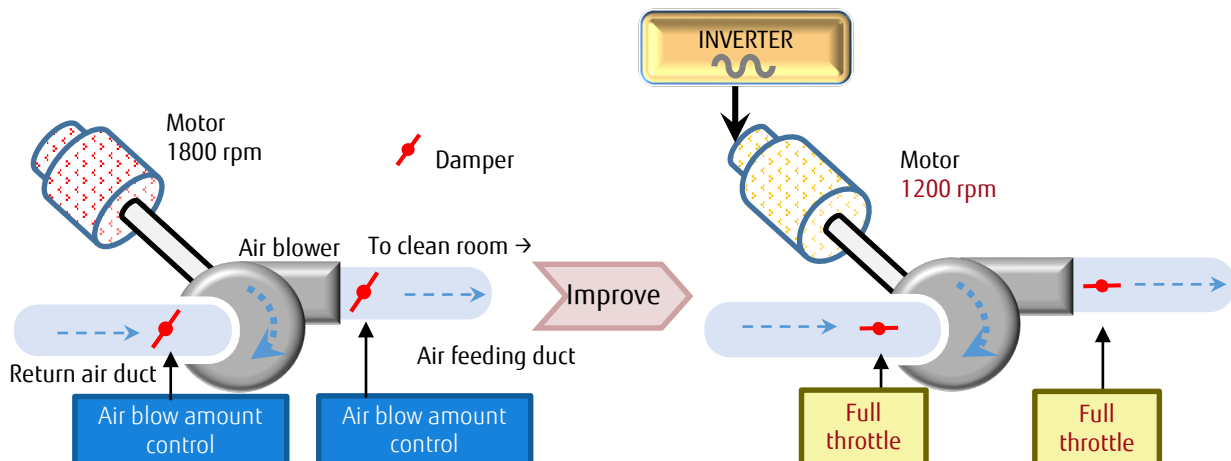 INVERTER
Motor
1800 rpm
Damper
Motor
1200 rpm
Air blower
To clean room →
Improve
Return air duct
Air feeding duct
Air blow amount
control
Air blow amount
control
Full
throttle
Full
throttle